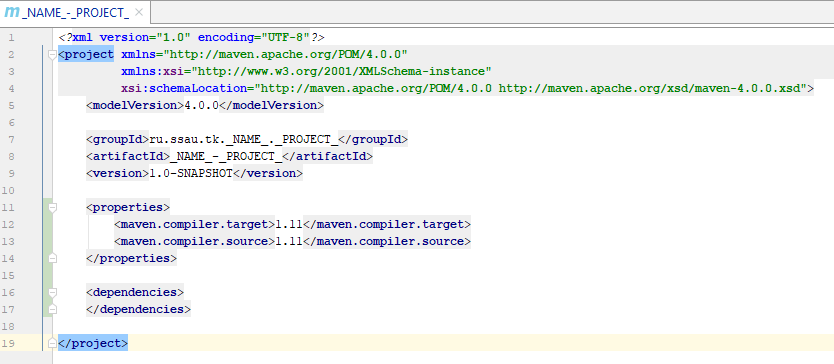 m _NAME_-_PROJECT_ ×
1 <?xml version="1.0" encoding="UTF-8"?>
2 <project xmlns="http://maven.apache.org/POM/4.0.0"
3 xmlns:xsi="http://www.w3.org/2001/XMLSchema-instance"
4 xsi:schemaLocation="http://maven.apache.org/POM/4.0.0 http://maven.apache.org/xsd/maven-4.0.0.xsd">
5 <modelVersion>4.0.0</modelVersion>
6
7 <groupId>ru.ssau.tk._NAME_._PROJECT_</groupId>
8 <artifactId>_NAME_-_PROJECT_</artifactId>
9 <version>1.0-SNAPSHOT</version>
10
11 <properties>
12 <maven.compiler.target>1.11</maven.compiler.target>
13 <maven.compiler.source>1.11</maven.compiler.source>
14 </properties>
15
16 <dependencies>
17 </dependencies>
18
19 </project>